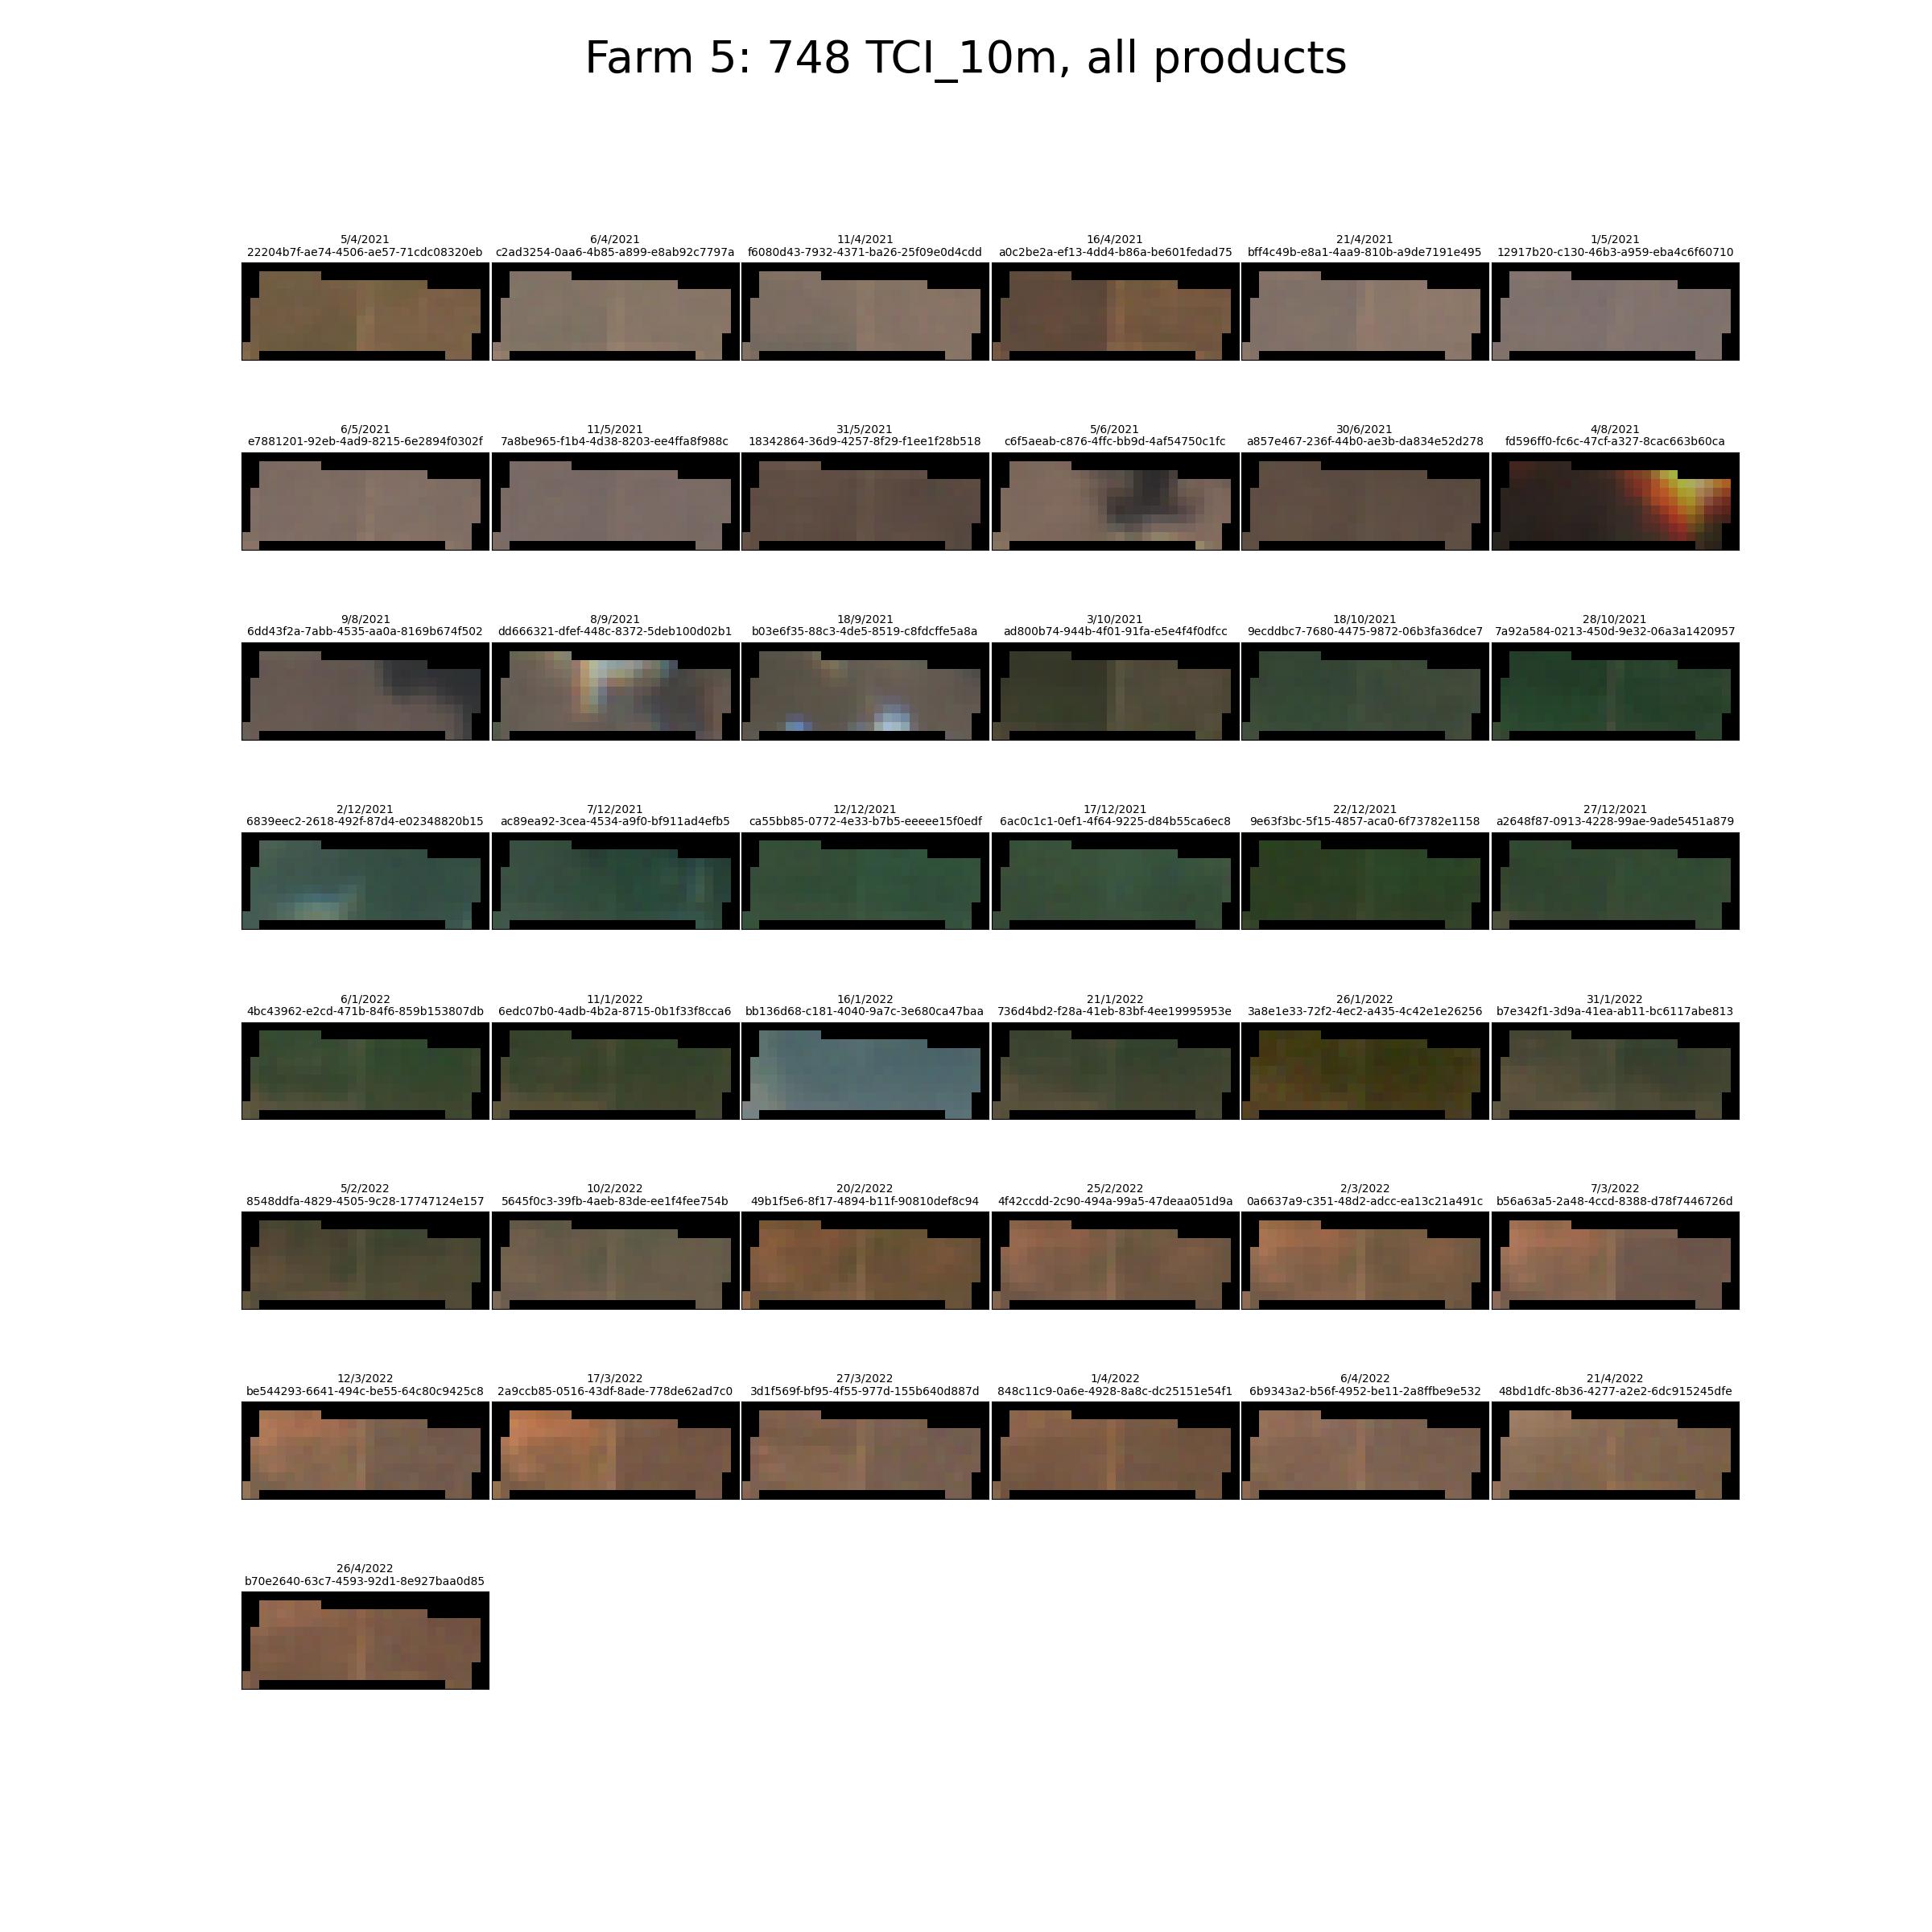 Farm 5: 748 TCI_10m, all products
5/4/2021
22204b7f-ae74-4506-ae57-71cdc08320eb
6/4/2021
c2ad3254-0aa6-4b85-a899-e8ab92c7797a
11/4/2021
f6080d43-7932-4371-ba26-25f09e0d4cdd
16/4/2021
a0c2be2a-ef13-4dd4-b86a-be601fedad75
21/4/2021
bff4c49b-e8a1-4aa9-810b-a9de7191e495
1/5/2021
12917b20-c130-46b3-a959-eba4c6f60710
6/5/2021
e7881201-92eb-4ad9-8215-6e2894f0302f
11/5/2021
7a8be965-f1b4-4d38-8203-ee4ffa8f988c
31/5/2021
18342864-36d9-4257-8f29-f1ee1f28b518
5/6/2021
c6f5aeab-c876-4ffc-bb9d-4af54750c1fc
30/6/2021
a857e467-236f-44b0-ae3b-da834e52d278
4/8/2021
fd596ff0-fc6c-47cf-a327-8cac663b60ca
9/8/2021
6dd43f2a-7abb-4535-aa0a-8169b674f502
8/9/2021
dd666321-dfef-448c-8372-5deb100d02b1
18/9/2021
b03e6f35-88c3-4de5-8519-c8fdcffe5a8a
3/10/2021
ad800b74-944b-4f01-91fa-e5e4f4f0dfcc
18/10/2021
9ecddbc7-7680-4475-9872-06b3fa36dce7
28/10/2021
7a92a584-0213-450d-9e32-06a3a1420957
2/12/2021
6839eec2-2618-492f-87d4-e02348820b15
7/12/2021
ac89ea92-3cea-4534-a9f0-bf911ad4efb5
12/12/2021
ca55bb85-0772-4e33-b7b5-eeeee15f0edf
17/12/2021
6ac0c1c1-0ef1-4f64-9225-d84b55ca6ec8
22/12/2021
9e63f3bc-5f15-4857-aca0-6f73782e1158
27/12/2021
a2648f87-0913-4228-99ae-9ade5451a879
6/1/2022
4bc43962-e2cd-471b-84f6-859b153807db
11/1/2022
6edc07b0-4adb-4b2a-8715-0b1f33f8cca6
16/1/2022
bb136d68-c181-4040-9a7c-3e680ca47baa
21/1/2022
736d4bd2-f28a-41eb-83bf-4ee19995953e
26/1/2022
3a8e1e33-72f2-4ec2-a435-4c42e1e26256
31/1/2022
b7e342f1-3d9a-41ea-ab11-bc6117abe813
5/2/2022
8548ddfa-4829-4505-9c28-17747124e157
10/2/2022
5645f0c3-39fb-4aeb-83de-ee1f4fee754b
20/2/2022
49b1f5e6-8f17-4894-b11f-90810def8c94
25/2/2022
4f42ccdd-2c90-494a-99a5-47deaa051d9a
2/3/2022
0a6637a9-c351-48d2-adcc-ea13c21a491c
7/3/2022
b56a63a5-2a48-4ccd-8388-d78f7446726d
12/3/2022
be544293-6641-494c-be55-64c80c9425c8
17/3/2022
2a9ccb85-0516-43df-8ade-778de62ad7c0
27/3/2022
3d1f569f-bf95-4f55-977d-155b640d887d
1/4/2022
848c11c9-0a6e-4928-8a8c-dc25151e54f1
6/4/2022
6b9343a2-b56f-4952-be11-2a8ffbe9e532
21/4/2022
48bd1dfc-8b36-4277-a2e2-6dc915245dfe
26/4/2022
b70e2640-63c7-4593-92d1-8e927baa0d85